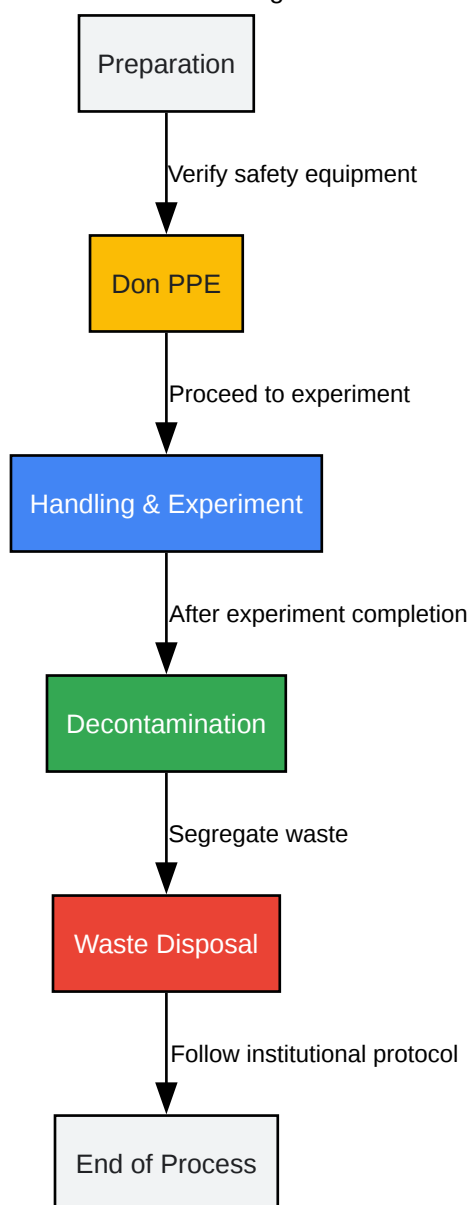 Preparation
Verify safety equipment
Don PPE
Proceed to experiment
Handling & Experiment
After experiment completion
Decontamination
Segregate waste
Waste Disposal
Follow institutional protocol
End of Process